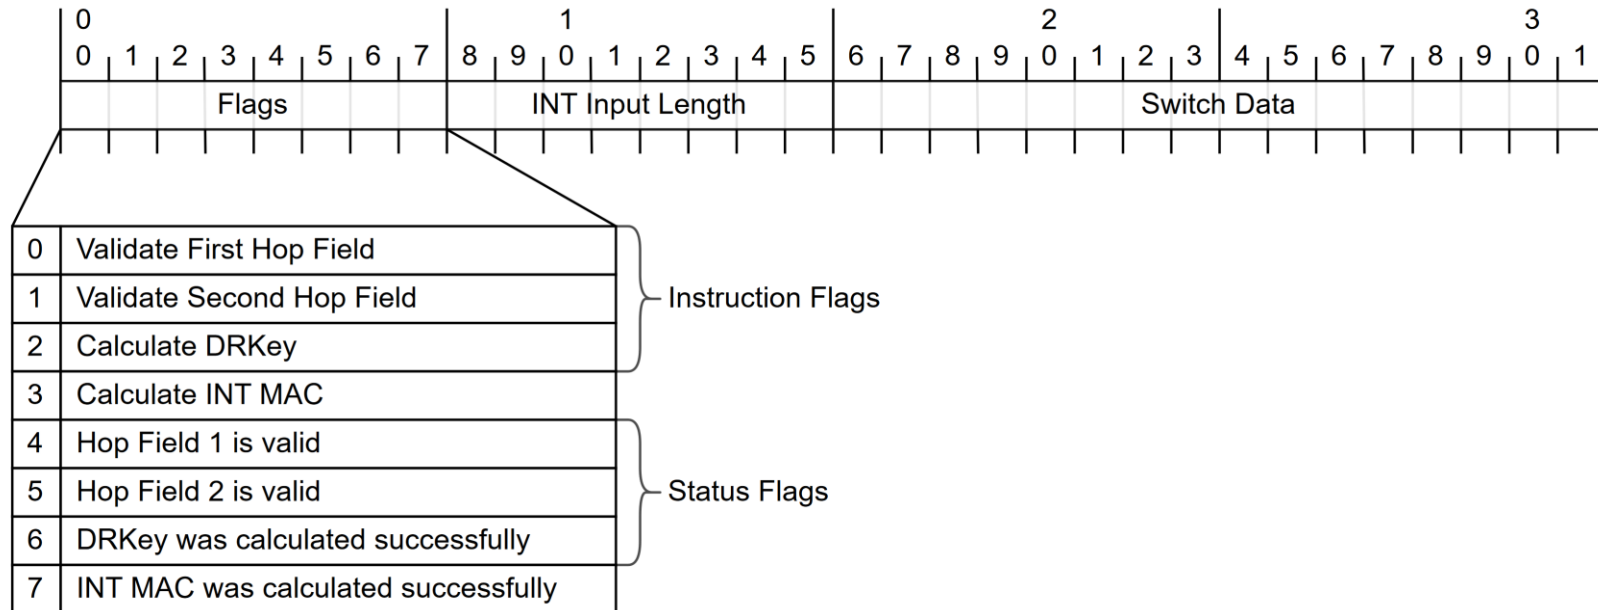 0 1 2 3
0 1 2 3 4 5 6 7 8 9 0 1 2 3 4 5 6 7 8 9 0 1 2 3 4 5 6 7 8 9 0 1
Flags INT Input Length Switch Data
0 Validate First Hop Field
1 Validate Second Hop Field
Instruction Flags
2 Calculate DRKey
3 Calculate INT MAC
4 Hop Field 1 is valid
5 Hop Field 2 is valid
Status Flags
6 DRKey was calculated successfully
7 INT MAC was calculated successfully